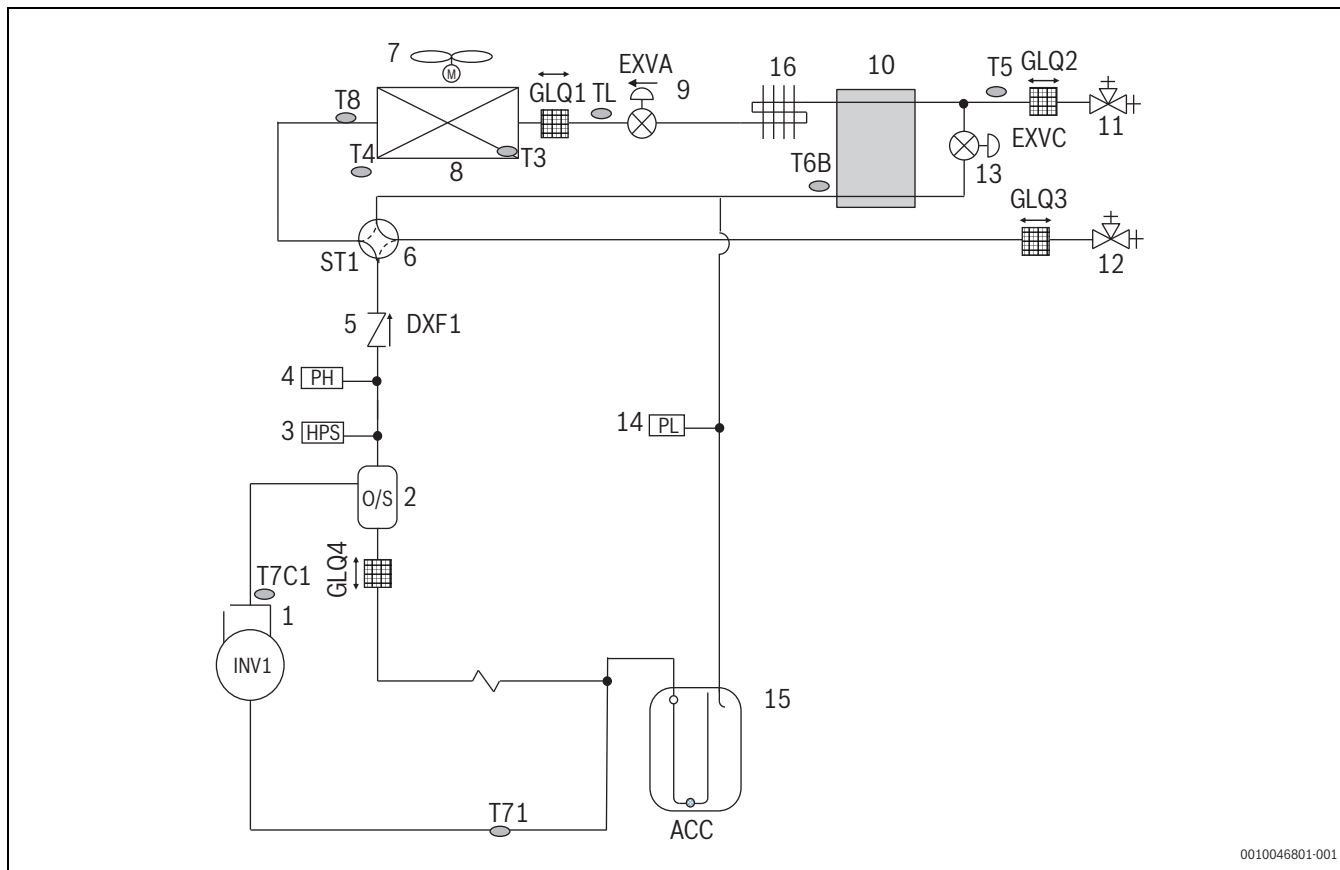 7
M
T8
GLQ1
TL
EXVA
9
16
10
T5
GLQ2
11
T4
8
T3
T6B
EXVC
13
GLQ3
12
ST1
6
5
DXF1
4
PH
3
HPS
14
PL
O/S
2
GLQ4
T7C1
1
INV1
15
T71
ACC
0010046801-001